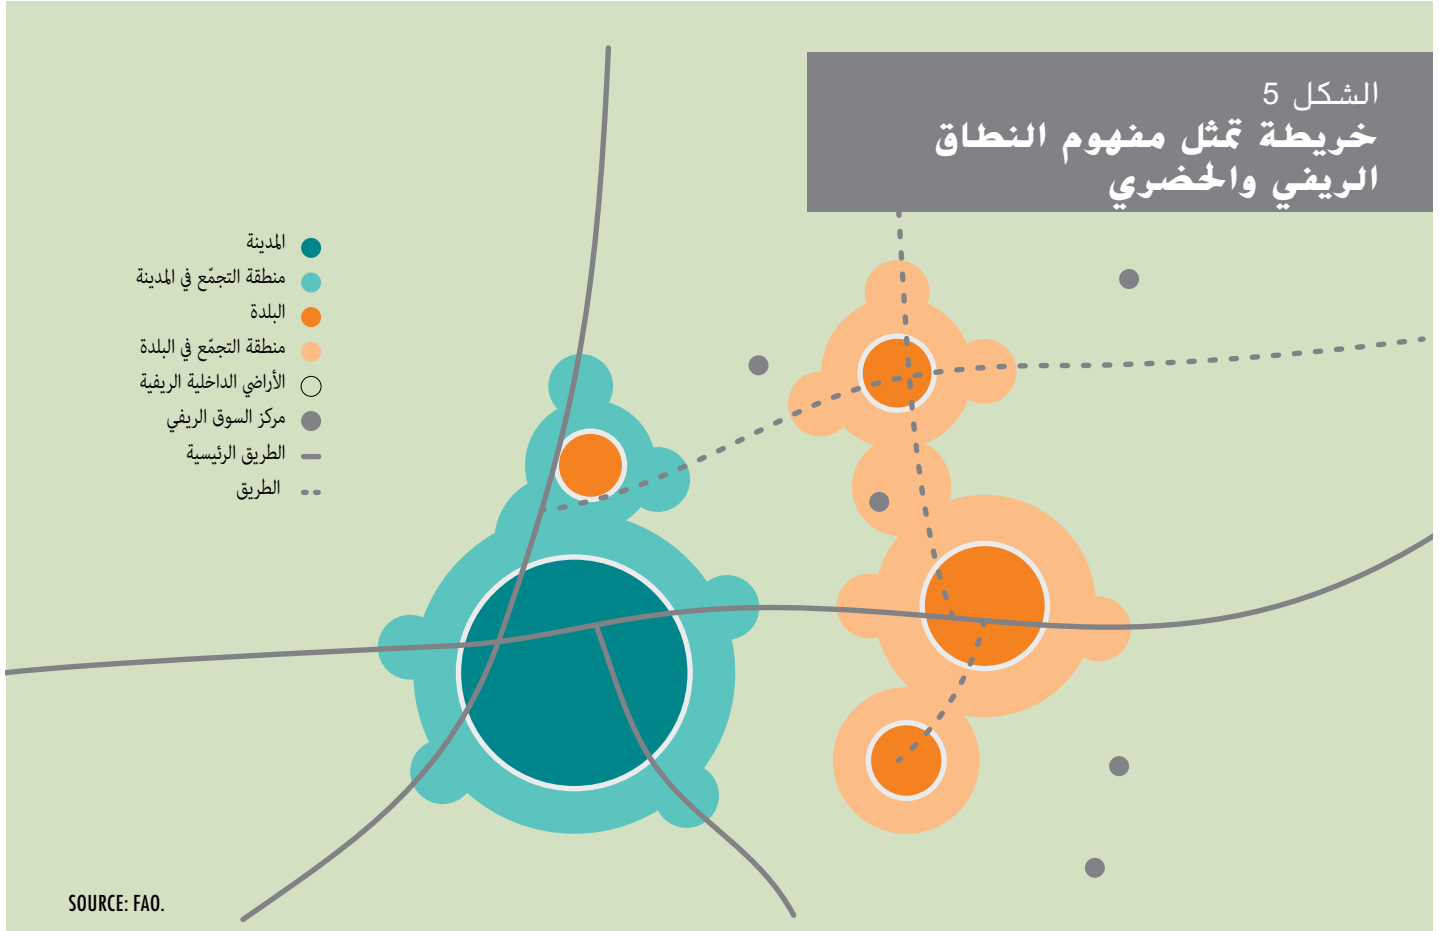 الشكل 5
خريطة تمثل مفهوم النطاق
الريفي والحضري
المدينة
منطقة التجمّع في المدينة
البلدة
منطقة التجمّع في البلدة
الأراضي الداخلية الريفية
مركز السوق الريفي
الطريق الرئيسية
الطريق
SOURCE: FAO.